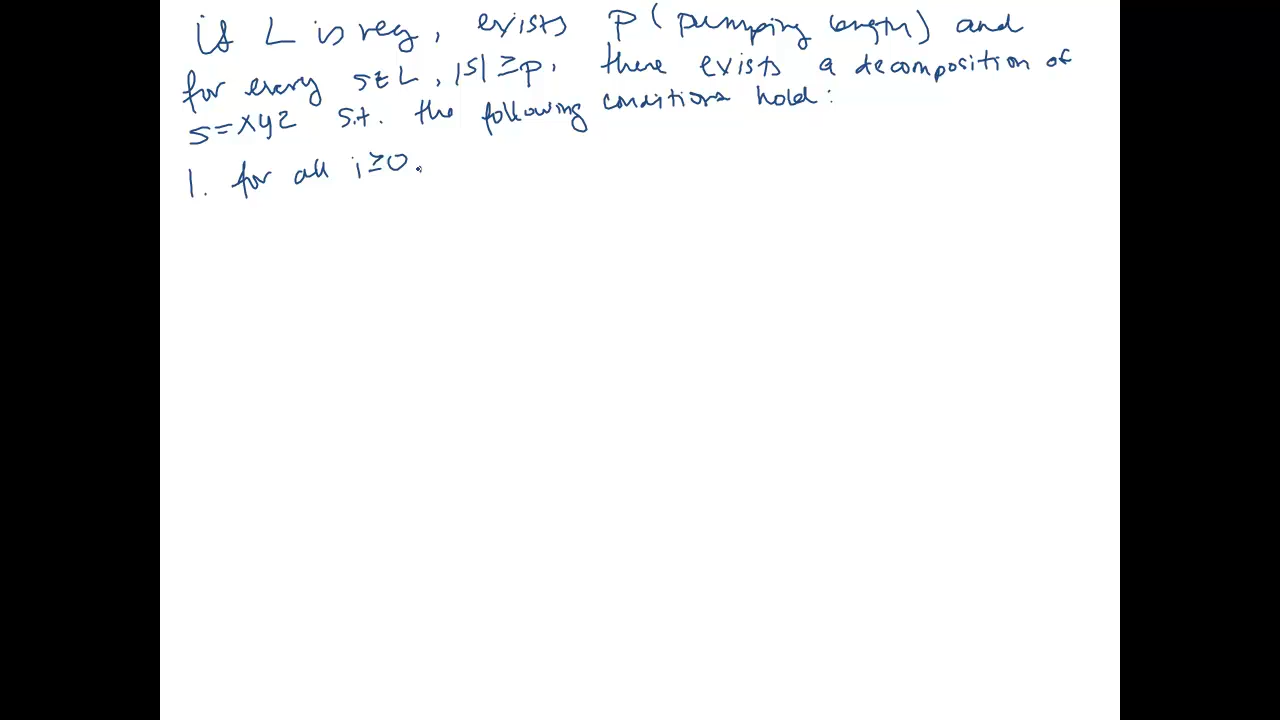 if L is reg, exists P (pumping length) and
for every s∈L, |s| ≥p, there exists a decomposition of
s=xyz s.t. the following conditions hold:
1. for all i≥0.